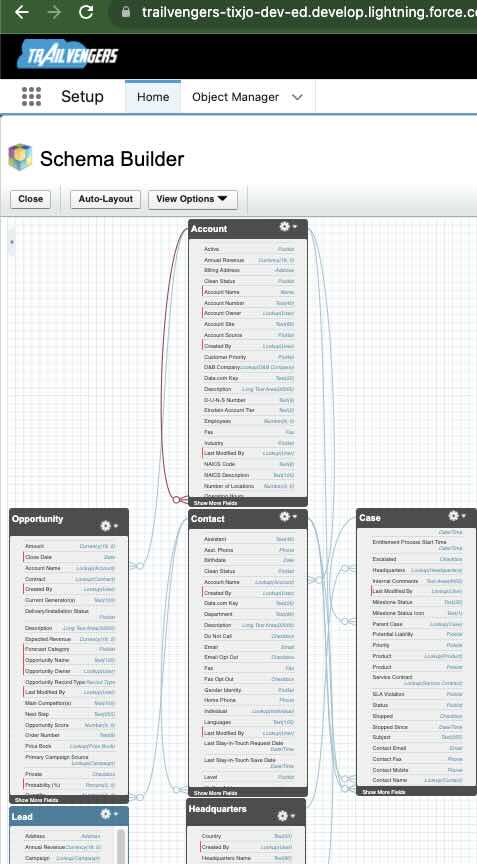 trailvengers-tixjo-dev-ed.develop.lightning.force.c
TRAILVENGERS
Setup
Home
Object Manager
Schema Builder
Close
Auto-Layout
View Options
Account
Active Picklist
Annual Revenue Currency(18, 0)
Billing Address Address
Clean Status Picklist
Account Name Name
Account Number Text(40)
Account Owner Lookup(User)
Account Site Text(80)
Account Source Picklist
Created By Lookup(User)
Customer Priority Picklist
D&B Company Lookup(D&B Company)
Data.com Key Text(20)
Description Long Text Area(32000)
D-U-N-S Number Text(9)
Einstein Account Tier Text(2)
Employees Number(8, 0)
Fax Fax
Industry Picklist
Last Modified By Lookup(User)
NAICS Code Text(8)
NAICS Description Text(120)
Number of Locations Number(3, 0)
Operating Hours
Show More Fields
Opportunity
Amount Currency(16, 2)
Close Date Date
Account Name Lookup(Account)
Contract Lookup(Contract)
Created By Lookup(User)
Current Generator(s) Text(100)
Delivery/Installation Status
Picklist
Description Long Text Area(32000)
Expected Revenue Currency(16, 2)
Forecast Category Picklist
Opportunity Name Text(120)
Opportunity Owner Lookup(User)
Opportunity Record Type Record Type
Last Modified By Lookup(User)
Main Competitor(s) Text(100)
Next Step Text(255)
Opportunity Score Number(3, 0)
Order Number Text(8)
Price Book Lookup(Price Book)
Primary Campaign Source
Lookup(Campaign)
Private Checkbox
Probability (%) Percent(3, 0)
Show More Fields
Contact
Assistant Text(40)
Asst. Phone Phone
Birthdate Date
Clean Status Picklist
Account Name Lookup(Account)
Created By Lookup(User)
Data.com Key Text(20)
Department Text(80)
Description Long Text Area(32000)
Do Not Call Checkbox
Email Email
Email Opt Out Checkbox
Fax Fax
Fax Opt Out Checkbox
Gender Identity Picklist
Home Phone Phone
Individual Lookup(Individual)
Languages Text(100)
Last Modified By Lookup(User)
Last Stay-in-Touch Request Date
Date/Time
Last Stay-in-Touch Save Date
Date/Time
Level Picklist
Show More Fields
Case
Date/Time
Entitlement Process Start Time
Date/Time
Escalated Checkbox
Headquarters Lookup(Headquarters)
Internal Comments Text Area(4000)
Last Modified By Lookup(User)
Milestone Status Text(30)
Milestone Status Icon Text(1)
Parent Case Lookup(Case)
Potential Liability Picklist
Priority Picklist
Product Lookup(Product)
Product Picklist
Service Contract
Lookup(Service Contract)
SLA Violation Picklist
Status Picklist
Stopped Checkbox
Stopped Since Date/Time
Subject Text(255)
Contact Email Email
Contact Fax Phone
Contact Mobile Phone
Contact Name Lookup(Contact)
Show More Fields
Lead
Address Address
Annual Revenue Currency(18, 0)
Campaign Lookup(Campaign)
Headquarters
Country Text(50)
Created By Lookup(User)
Headquarters Name Text(80)